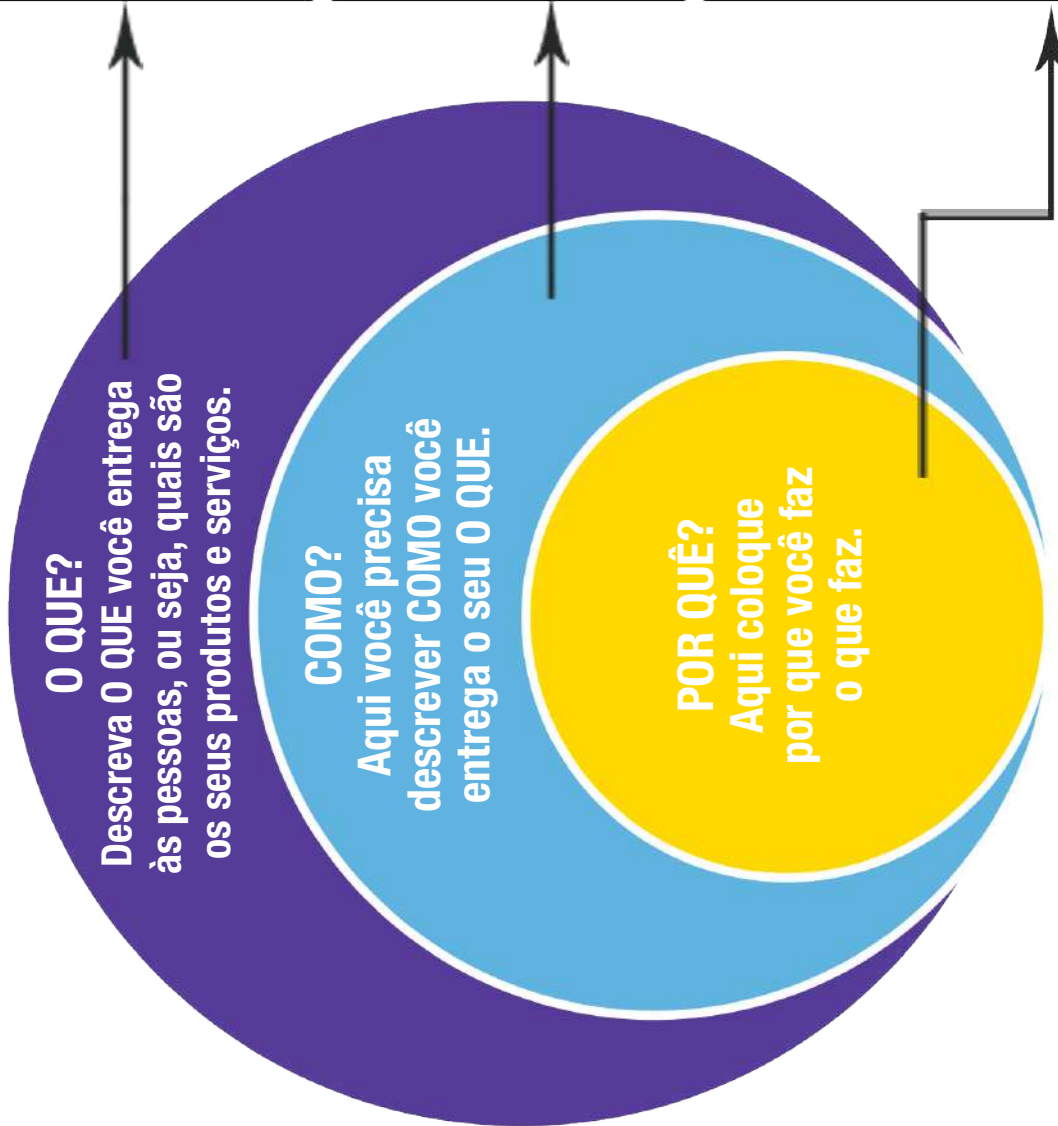 O QUE?
Descreva O QUE você entrega
às pessoas, ou seja, quais são
os seus produtos e serviços.
COMO?
Aqui você precisa
descrever COMO você
entrega o seu O QUE.
POR QUÊ?
Aqui coloque
por que você faz
o que faz.